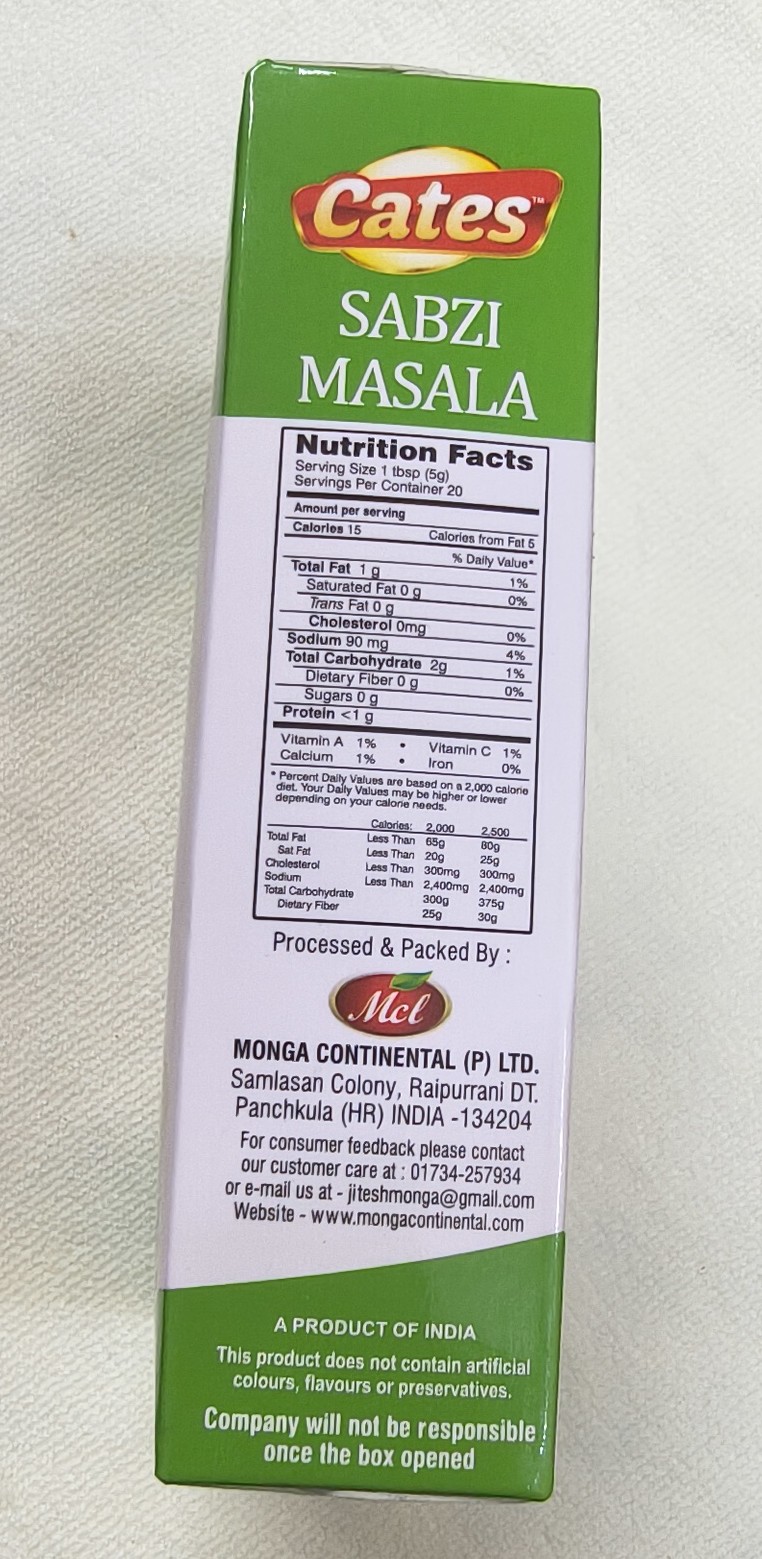 Cates™
SABZI
MASALA
Nutrition Facts
Serving Size 1 tbsp (5g)
Servings Per Container 20
Amount per serving
Calories 15 Calories from Fat 5
% Daily Value*
Total Fat 1 g 1%
Saturated Fat 0 g 0%
Trans Fat 0 g
Cholesterol 0mg 0%
Sodium 90 mg 4%
Total Carbohydrate 2g 1%
Dietary Fiber 0 g 0%
Sugars 0 g
Protein <1 g
Vitamin A 1% • Vitamin C 1%
Calcium 1% • Iron 0%
* Percent Daily Values are based on a 2,000 calorie
diet. Your Daily Values may be higher or lower
depending on your calorie needs.
Calories: 2,000 2,500
Total Fat Less Than 65g 80g
Sat Fat Less Than 20g 25g
Cholesterol Less Than 300mg 300mg
Sodium Less Than 2,400mg 2,400mg
Total Carbohydrate 300g 375g
Dietary Fiber 25g 30g
Processed & Packed By :
Mcl
MONGA CONTINENTAL (P) LTD.
Samlasan Colony, Raipurrani DT.
Panchkula (HR) INDIA -134204
For consumer feedback please contact
our customer care at : 01734-257934
or e-mail us at - jiteshmonga@gmail.com
Website - www.mongacontinental.com
A PRODUCT OF INDIA
This product does not contain artificial
colours, flavours or preservatives.
Company will not be responsible
once the box opened